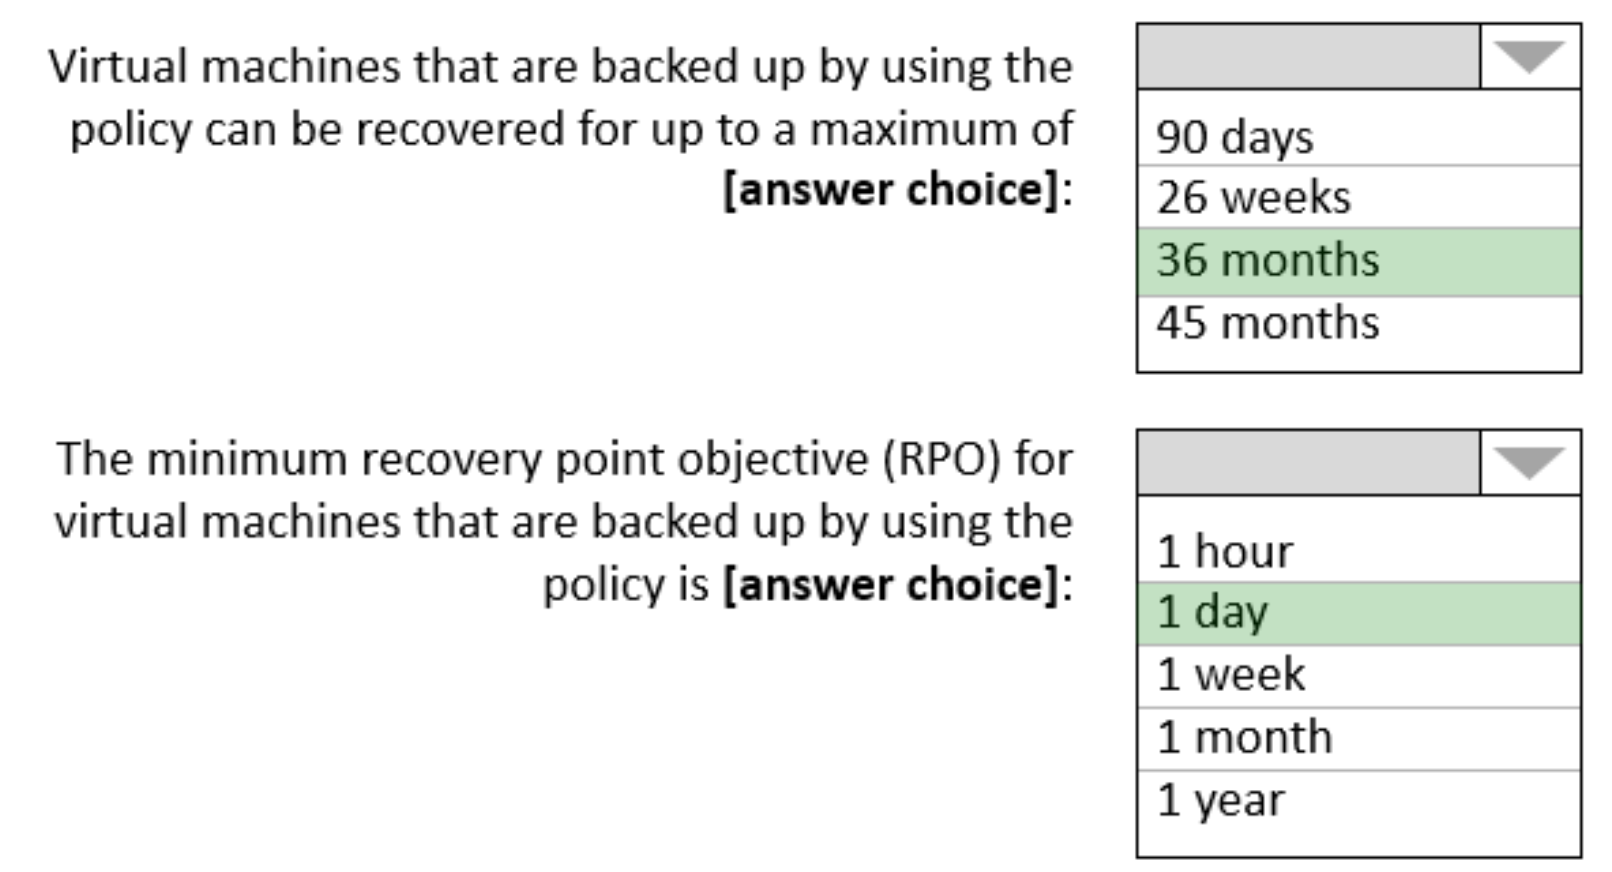 Virtual machines that are backed up by using the
policy can be recovered for up to a maximum of
[answer choice]:
90 days
26 weeks
36 months
45 months
The minimum recovery point objective (RPO) for
virtual machines that are backed up by using the
policy is [answer choice]:
1 hour
1 day
1 week
1 month
1 year